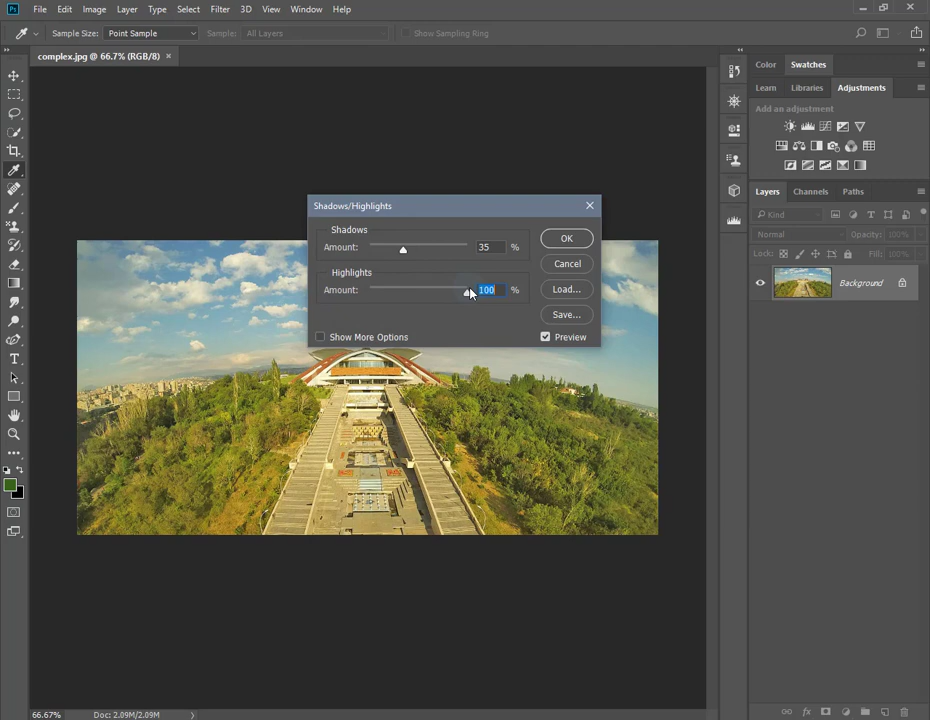 Ps File Edit Image Layer Type Select Filter 3D View Window Help
Sample Size: Point Sample Sample: All Layers Show Sampling Ring
complex.jpg @ 66.7% (RGB/8) ×
Color Swatches
Learn Libraries Adjustments
Add an adjustment
Shadows/Highlights
Shadows
Amount: 35 %
Highlights
Amount: 100 %
Show More Options
OK
Cancel
Load...
Save...
Preview
Layers Channels Paths
Kind
Normal Opacity: 100%
Lock: Fill: 100%
Background
T
66.67% Doc: 2.09M/2.09M
fx